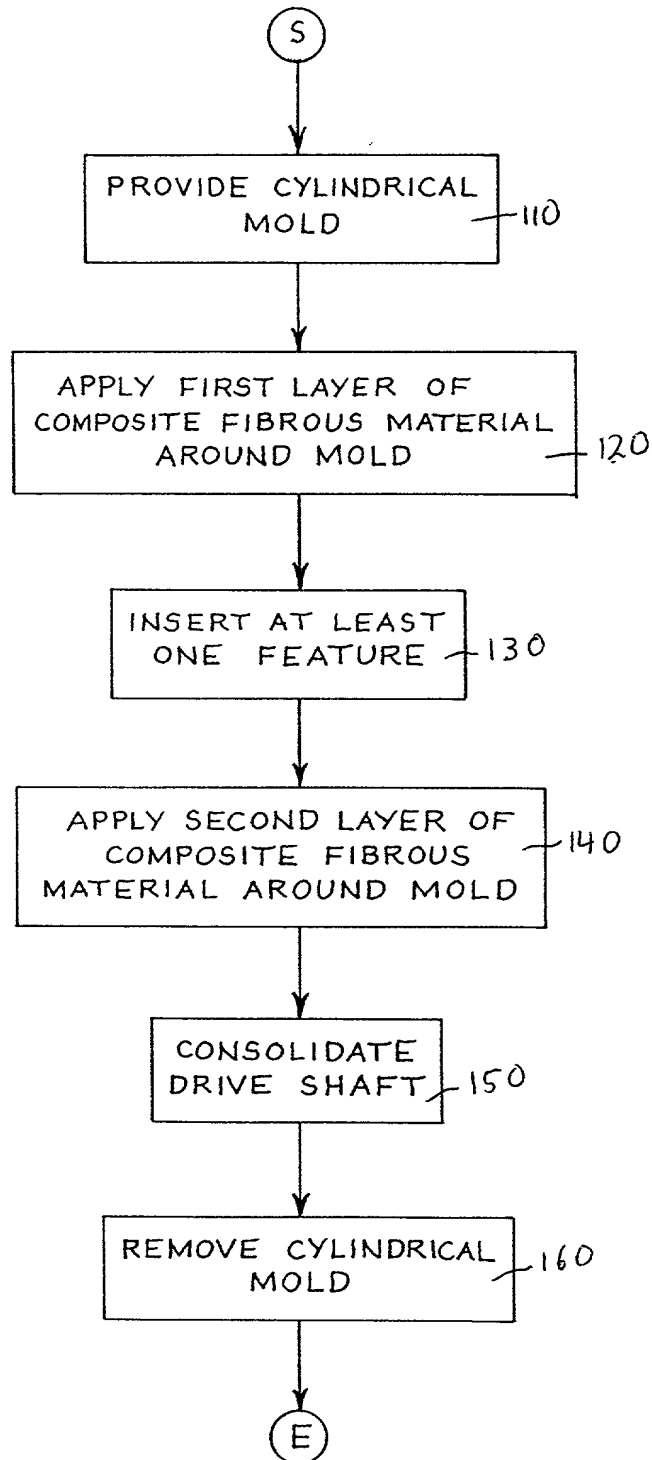 S
PROVIDE CYLINDRICAL
MOLD
110
APPLY FIRST LAYER OF
COMPOSITE FIBROUS MATERIAL
AROUND MOLD
120
INSERT AT LEAST
ONE FEATURE
130
APPLY SECOND LAYER OF
COMPOSITE FIBROUS
MATERIAL AROUND MOLD
140
CONSOLIDATE
DRIVE SHAFT
150
REMOVE CYLINDRICAL
MOLD
160
E